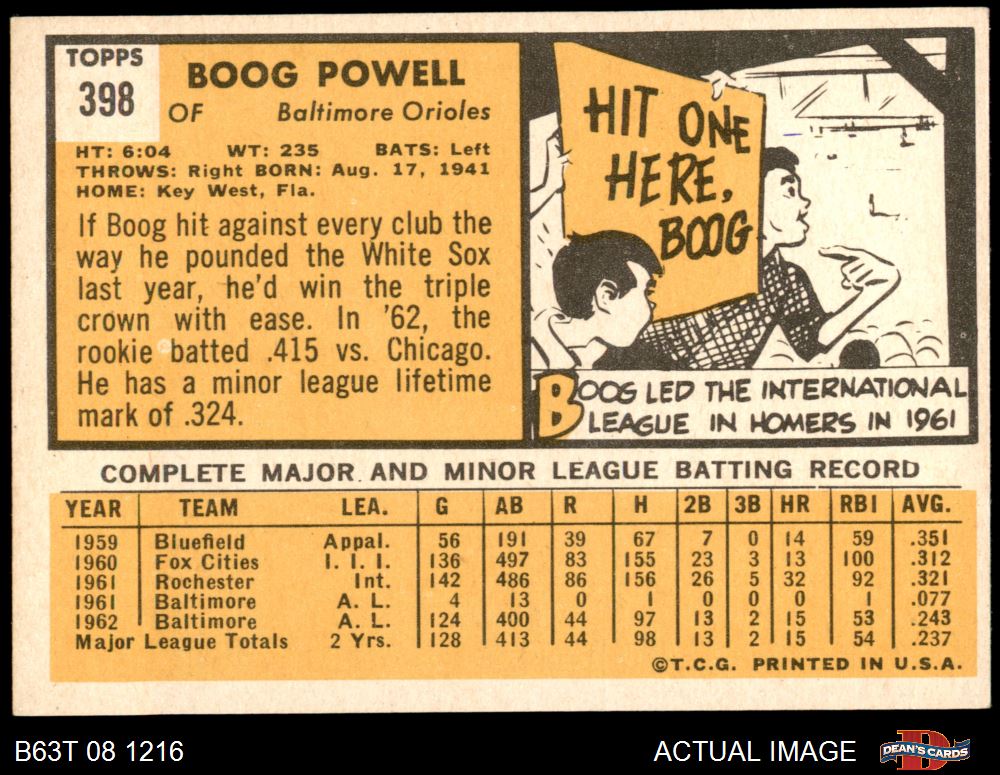 TOPPS
398
BOOG POWELL
OF Baltimore Orioles
HT: 6:04 WT: 235 BATS: Left
THROWS: Right BORN: Aug. 17, 1941
HOME: Key West, Fla.
If Boog hit against every club the
way he pounded the White Sox
last year, he'd win the triple
crown with ease. In '62, the
rookie batted .415 vs. Chicago.
He has a minor league lifetime
mark of .324.
HIT ONE
HERE,
BOOG
BOOG LED THE INTERNATIONAL
LEAGUE IN HOMERS IN 1961
COMPLETE MAJOR AND MINOR LEAGUE BATTING RECORD
YEAR TEAM LEA. G AB R H 2B 3B HR RBI AVG.
1959 Bluefield Appal. 56 191 39 67 7 0 14 59 .351
1960 Fox Cities I. I. I. 136 497 83 155 23 3 13 100 .312
1961 Rochester Int. 142 486 86 156 26 5 32 92 .321
1961 Baltimore A. L. 4 13 0 1 0 0 0 1 .077
1962 Baltimore A. L. 124 400 44 97 13 2 15 53 .243
Major League Totals 2 Yrs. 128 413 44 98 13 2 15 54 .237
©T.C.G. PRINTED IN U.S.A.
B63T 08 1216 ACTUAL IMAGE DEAN'S CARDS